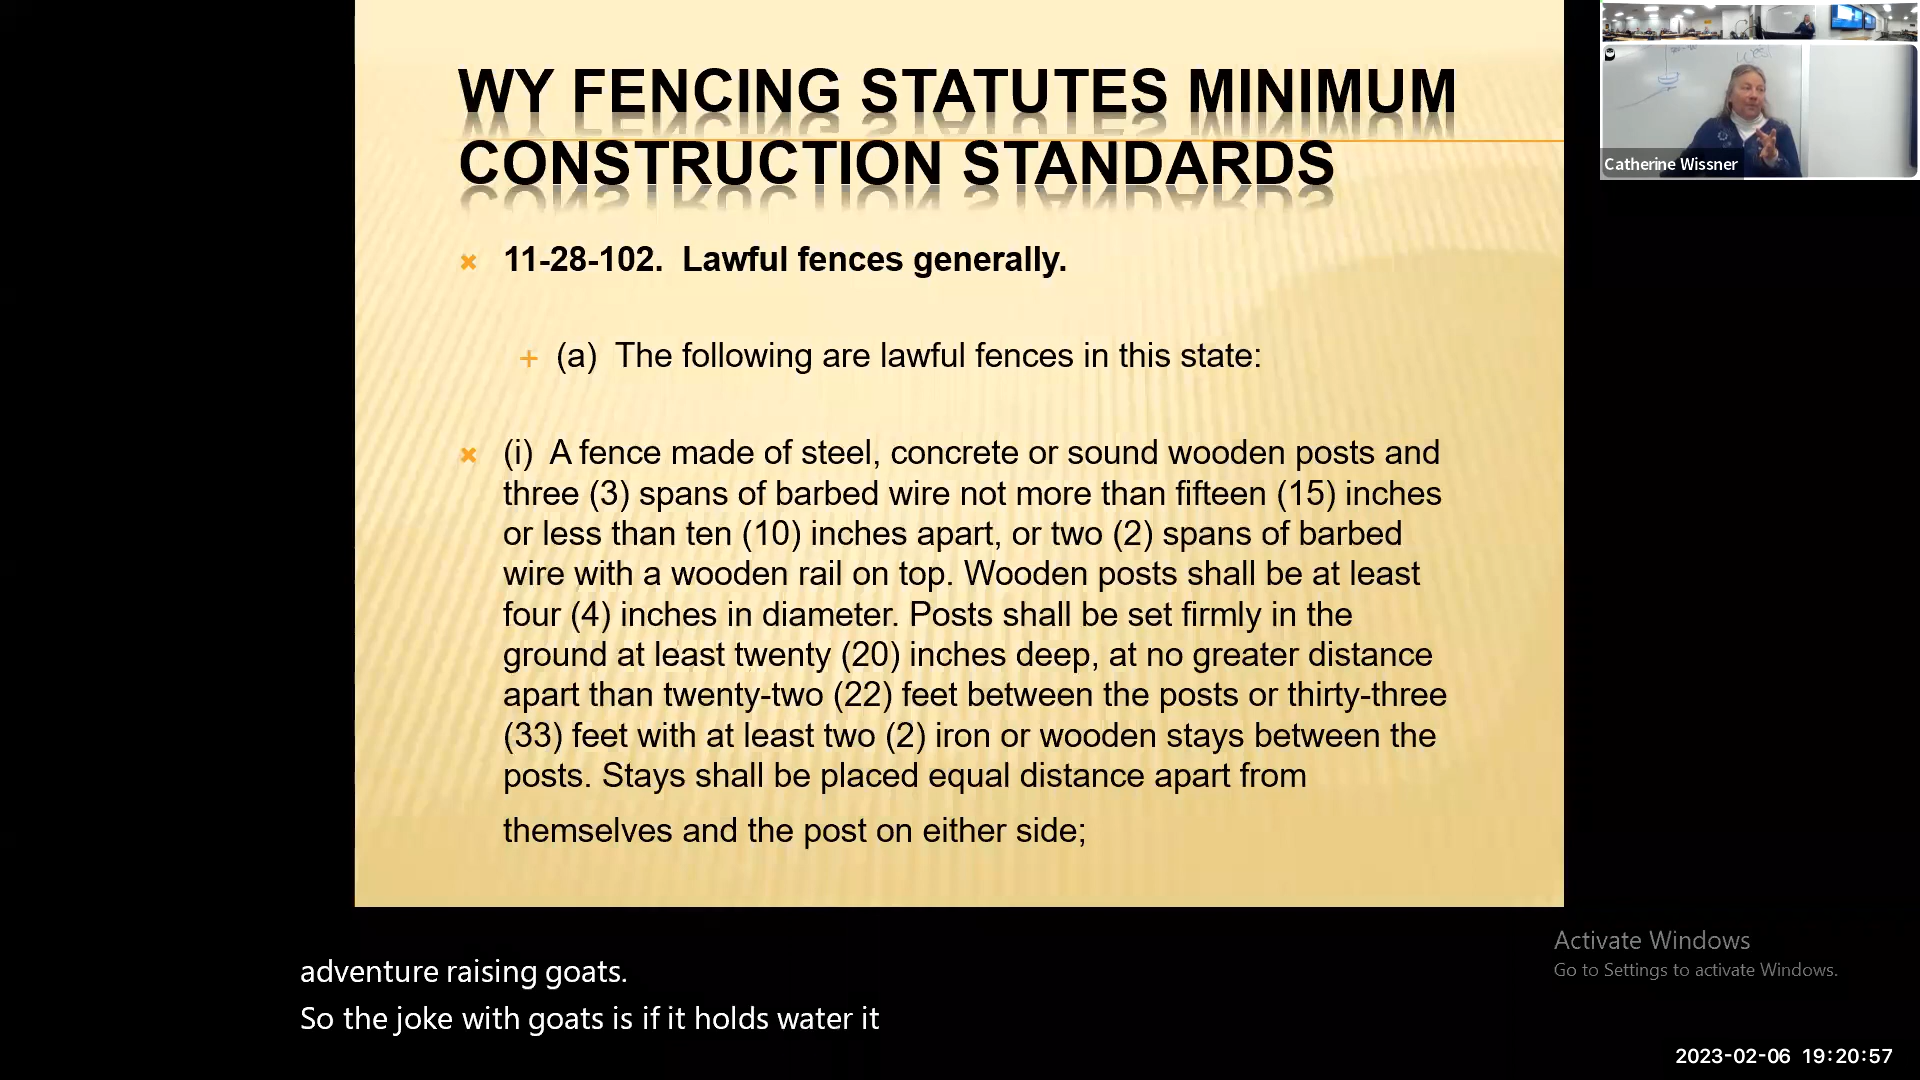 WY FENCING STATUTES MINIMUM
CONSTRUCTION STANDARDS
11-28-102. Lawful fences generally.
(a) The following are lawful fences in this state:
(i) A fence made of steel, concrete or sound wooden posts and
three (3) spans of barbed wire not more than fifteen (15) inches
or less than ten (10) inches apart, or two (2) spans of barbed
wire with a wooden rail on top. Wooden posts shall be at least
four (4) inches in diameter. Posts shall be set firmly in the
ground at least twenty (20) inches deep, at no greater distance
apart than twenty-two (22) feet between the posts or thirty-three
(33) feet with at least two (2) iron or wooden stays between the
posts. Stays shall be placed equal distance apart from
themselves and the post on either side;
Catherine Wissner
adventure raising goats.
So the joke with goats is if it holds water it
Activate Windows
Go to Settings to activate Windows.
2023-02-06 19:20:57